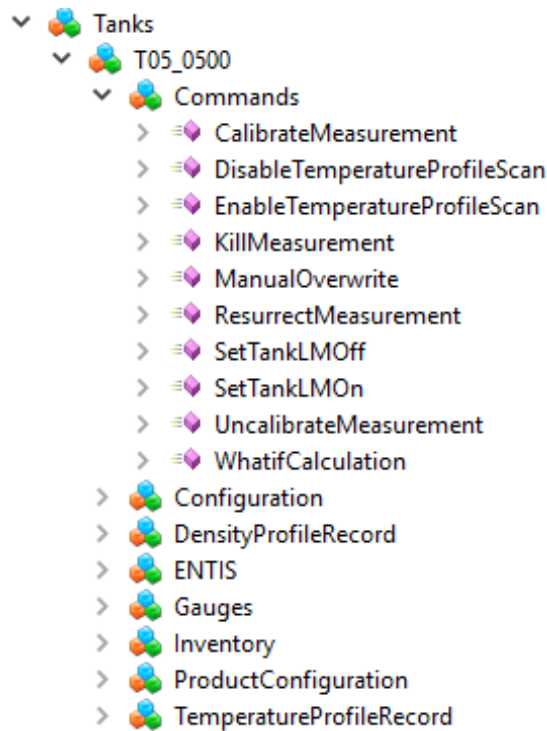 Tanks
T05_0500
Commands
CalibrateMeasurement
DisableTemperatureProfileScan
EnableTemperatureProfileScan
KillMeasurement
ManualOverwrite
ResurrectMeasurement
SetTankLMOff
SetTankLMOn
UncalibrateMeasurement
WhatifCalculation
Configuration
DensityProfileRecord
ENTIS
Gauges
Inventory
ProductConfiguration
TemperatureProfileRecord